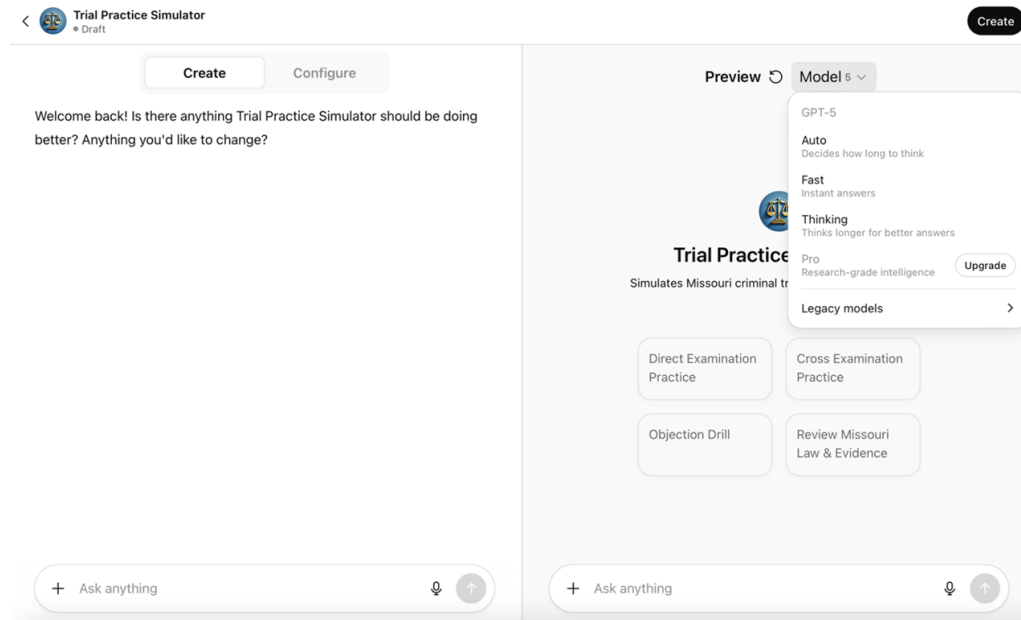 Trial Practice Simulator
Draft
Create
Create
Configure
Welcome back! Is there anything Trial Practice Simulator should be doing
better? Anything you'd like to change?
Ask anything
Preview
Model 5
GPT-5
Auto
Decides how long to think
Fast
Instant answers
Thinking
Thinks longer for better answers
Pro
Research-grade intelligence
Upgrade
Legacy models
Trial Practice
Simulates Missouri criminal
Direct Examination
Practice
Cross Examination
Practice
Objection Drill
Review Missouri
Law & Evidence
Ask anything